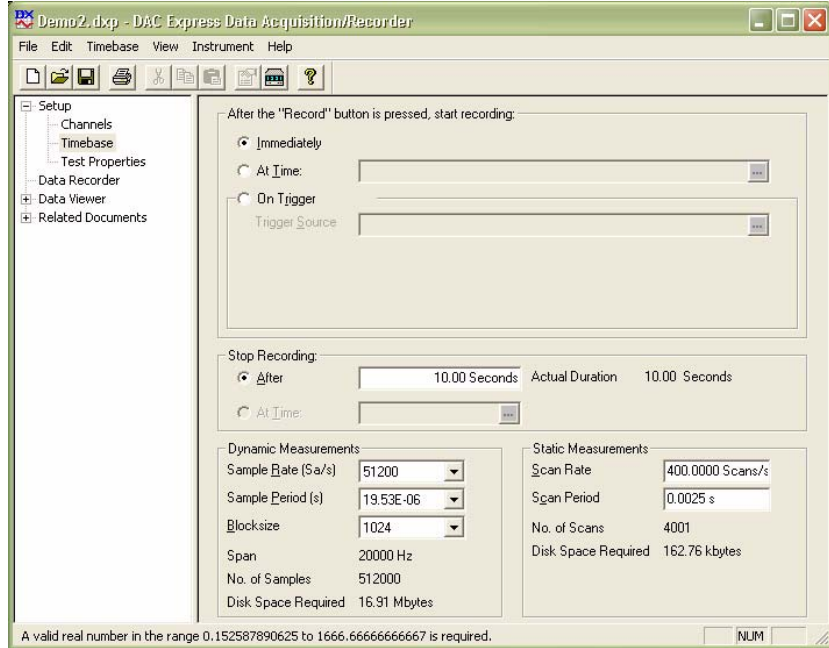 Demo2.dxp - DAC Express Data Acquisition/Recorder
File Edit Timebase View Instrument Help
Setup
Channels
Timebase
Test Properties
Data Recorder
Data Viewer
Related Documents
After the "Record" button is pressed, start recording:
Immediately
At Time:
On Trigger
Trigger Source
Stop Recording:
After 10.00 Seconds Actual Duration 10.00 Seconds
At Time:
Dynamic Measurements
Sample Rate (Sa/s) 51200
Sample Period (s) 19.53E-06
Blocksize 1024
Span 20000 Hz
No. of Samples 512000
Disk Space Required 16.91 Mbytes
Static Measurements
Scan Rate 400.0000 Scans/s
Scan Period 0.0025 s
No. of Scans 4001
Disk Space Required 162.76 kbytes
A valid real number in the range 0.152587890625 to 1666.66666666667 is required.
NUM